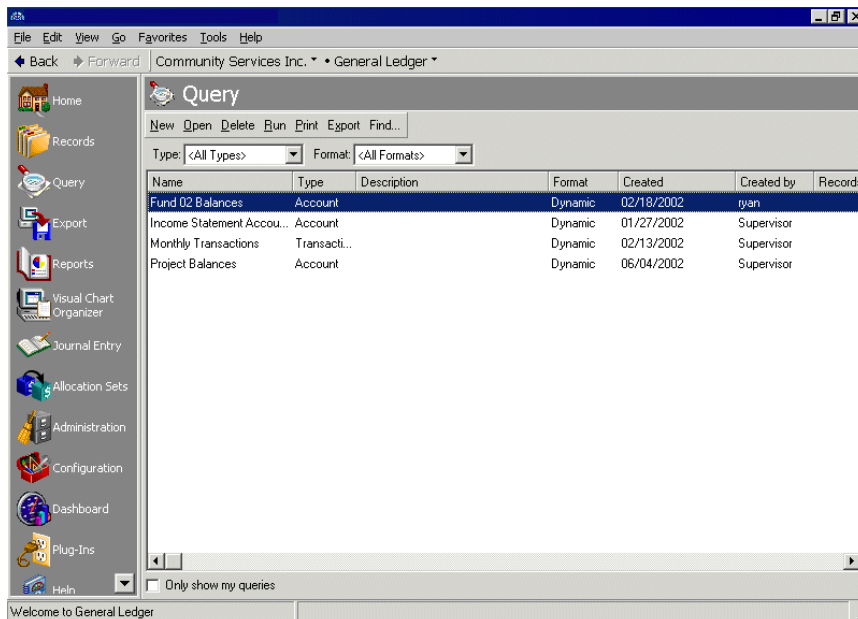 File Edit View Go Favorites Tools Help
Back Forward Community Services Inc. • General Ledger
Query
New Open Delete Run Print Export Find...
Type: <All Types> Format: <All Formats>
Name Type Description Format Created Created by Records
Fund 02 Balances Account Dynamic 02/18/2002 ryan
Income Statement Accou... Account Dynamic 01/27/2002 Supervisor
Monthly Transactions Transacti... Dynamic 02/13/2002 Supervisor
Project Balances Account Dynamic 06/04/2002 Supervisor
Home
Records
Query
Export
Reports
Visual Chart
Organizer
Journal Entry
Allocation Sets
Administration
Configuration
Dashboard
Plug-Ins
Help
Only show my queries
Welcome to General Ledger